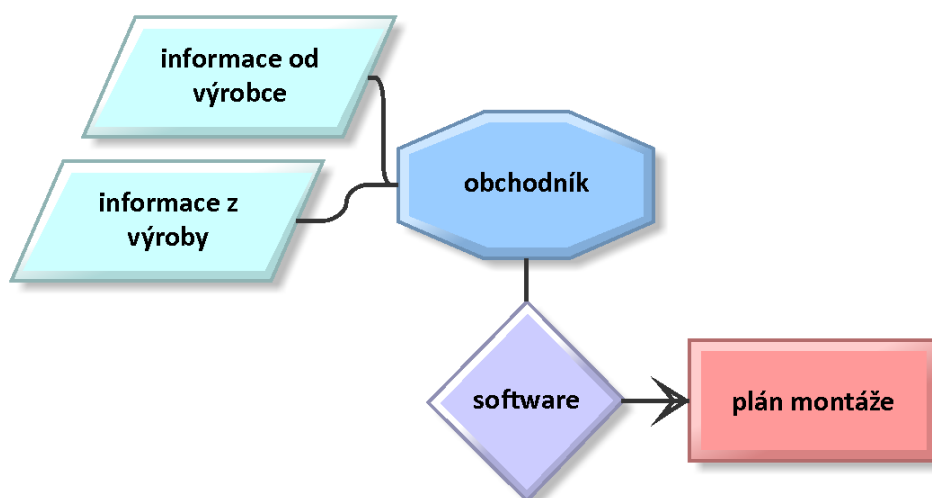 informace od
výrobce
informace z
výroby
obchodník
software
plán montáže